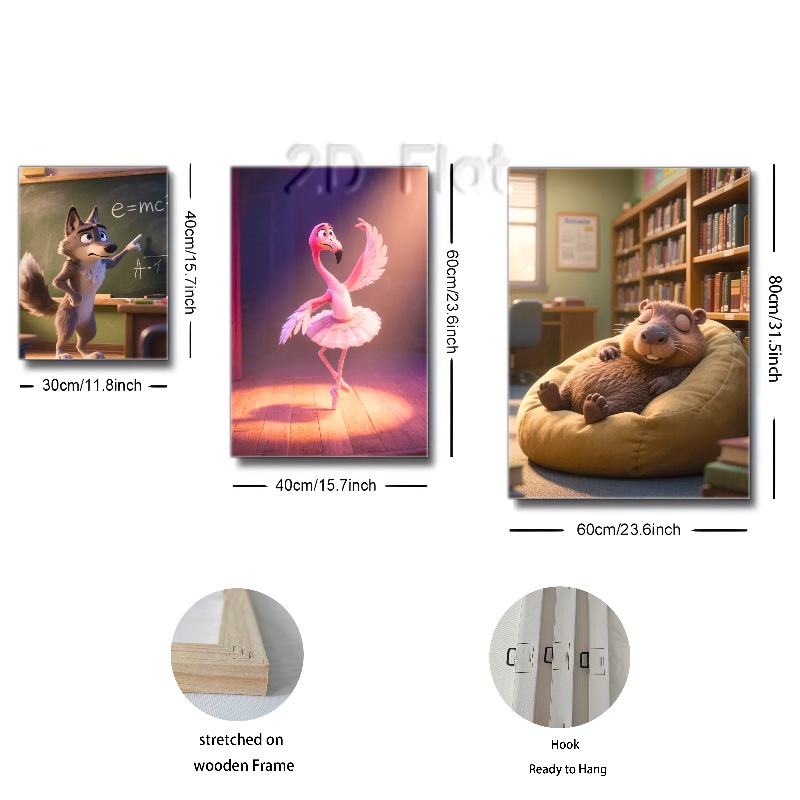 2D Flat
e=mc²
40cm/15.7inch
30cm/11.8inch
60cm/23.6inch
40cm/15.7inch
80cm/31.5inch
60cm/23.6inch
stretched on
wooden Frame
Hook
Ready to Hang